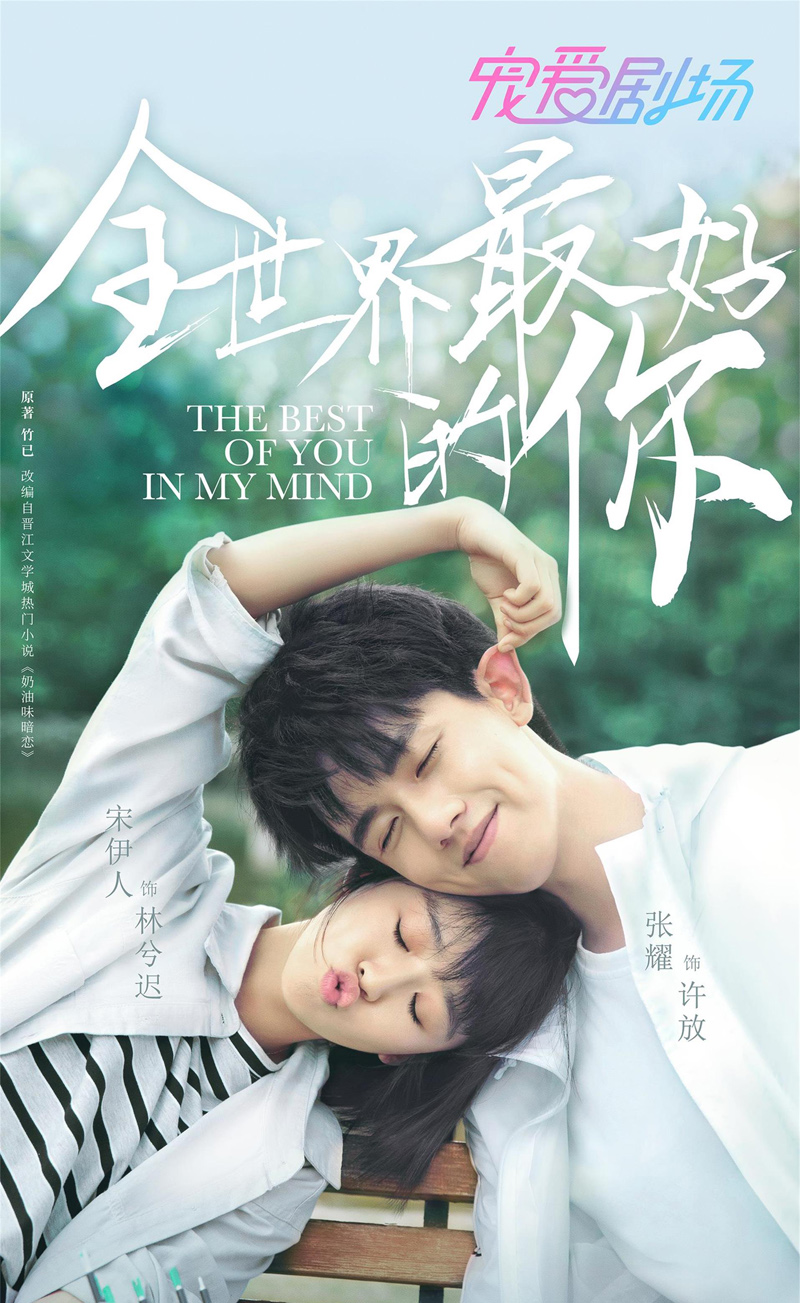 宠爱剧场
全世界最好
的你
THE BEST
OF YOU
IN MY MIND
原著 竹已 改编自晋江文学城热门小说《奶油味暗恋》
宋伊人
饰
林兮迟
张耀
饰
许放